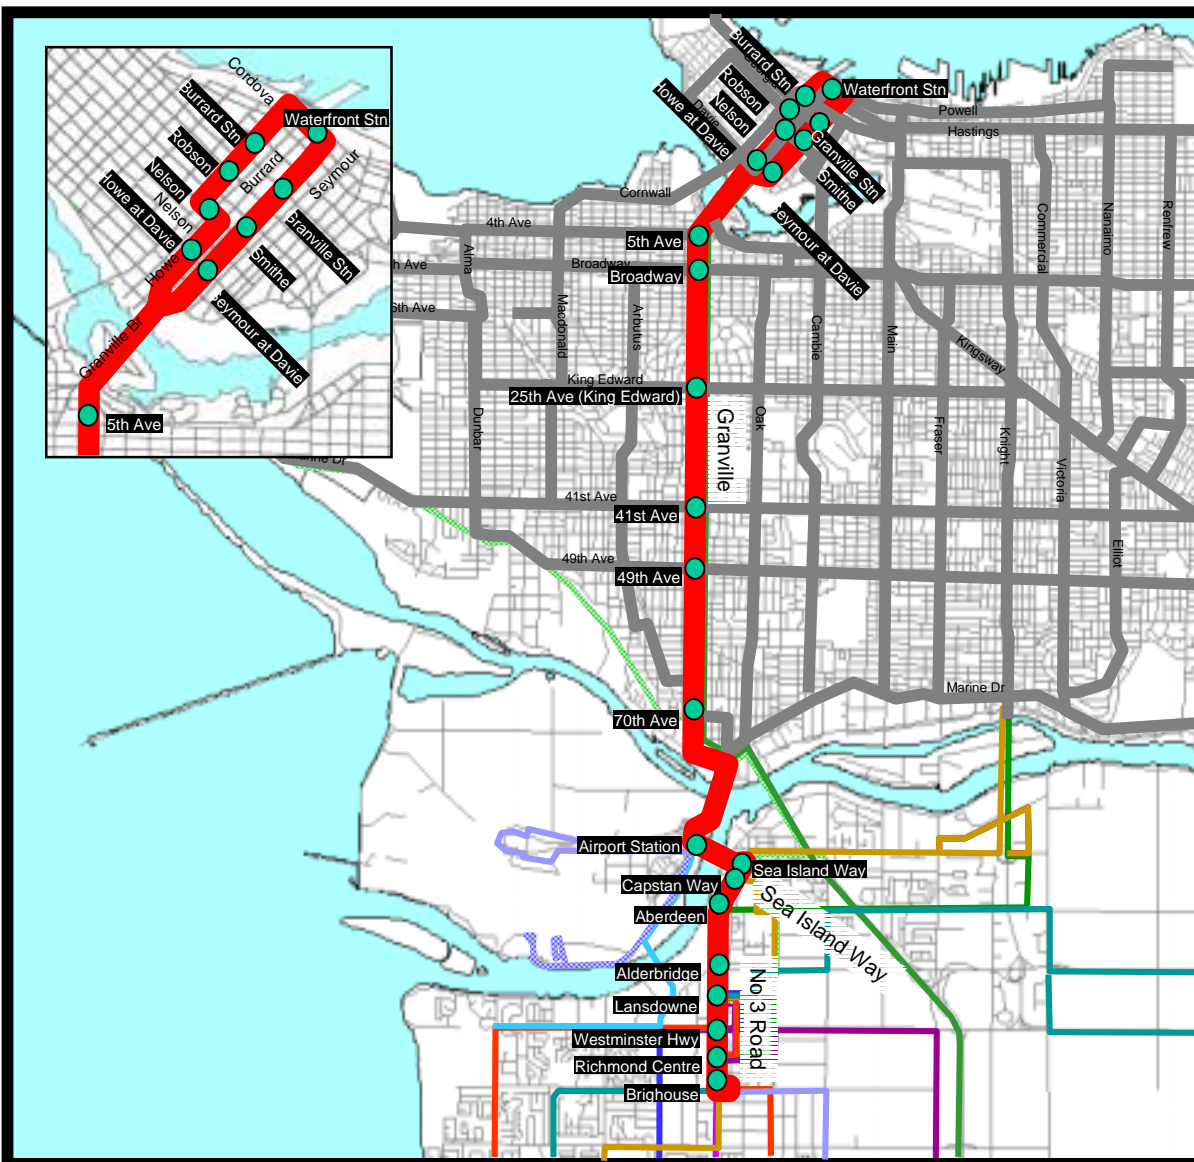 Cordova
Burrard Stn
Waterfront Stn
Robson
Burrard
Seymour
Nelson
Nelson
Howe at Davie
Granville Stn
Howe
Smithe
Seymour at Davie
Granville Br
5th Ave
Burrard Stn
Waterfront Stn
Robson
Nelson
Howe at Davie
Davie
Powell
Hastings
Granville Stn
Smithe
Seymour at Davie
Cornwall
4th Ave
5th Ave
Broadway
Broadway
Alma
Macdonald
Arbutus
Cambie
Main
Commercial
Nanaimo
Renfrew
Kingsway
King Edward
25th Ave (King Edward)
Dunbar
Granville
Oak
Fraser
Knight
Victoria
Elliot
41st Ave
41st Ave
49th Ave
49th Ave
Marine Dr
70th Ave
Airport Station
Sea Island Way
Capstan Way
Aberdeen
Sea Island Way
Alderbridge
Lansdowne
No 3 Road
Westminster Hwy
Richmond Centre
Brighouse